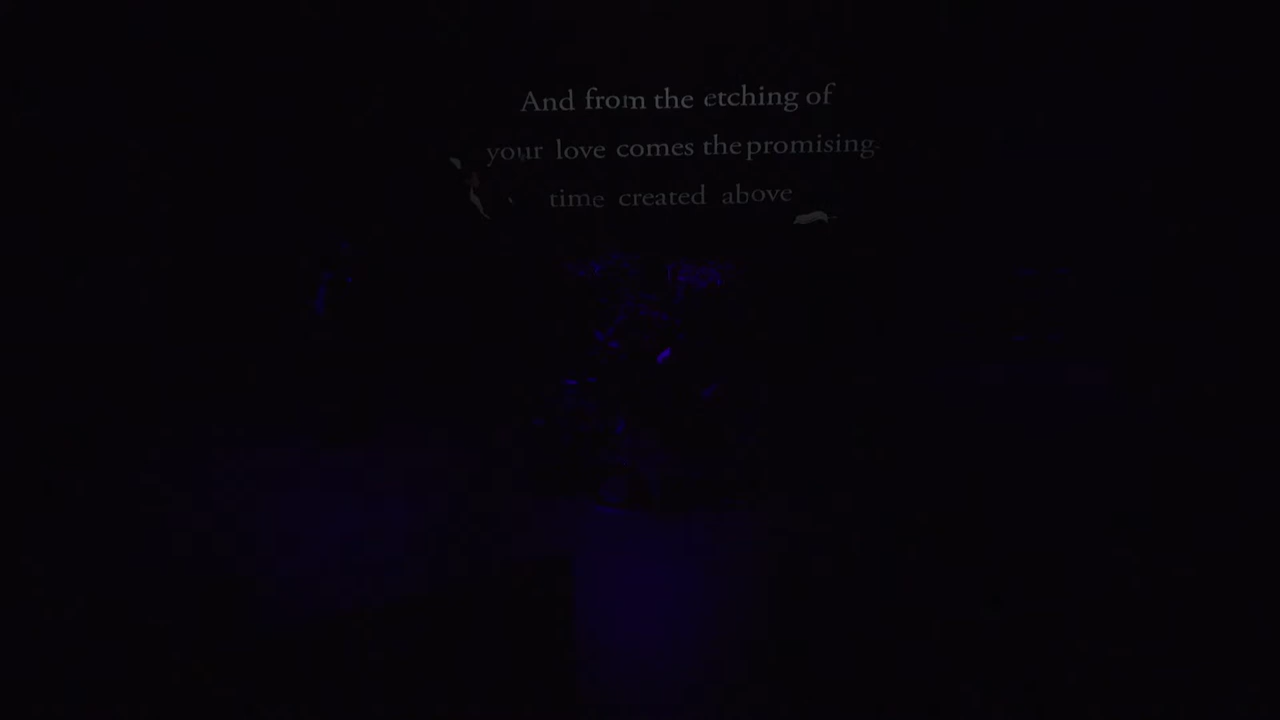 And from the etching of
your love comes the promising
time created above